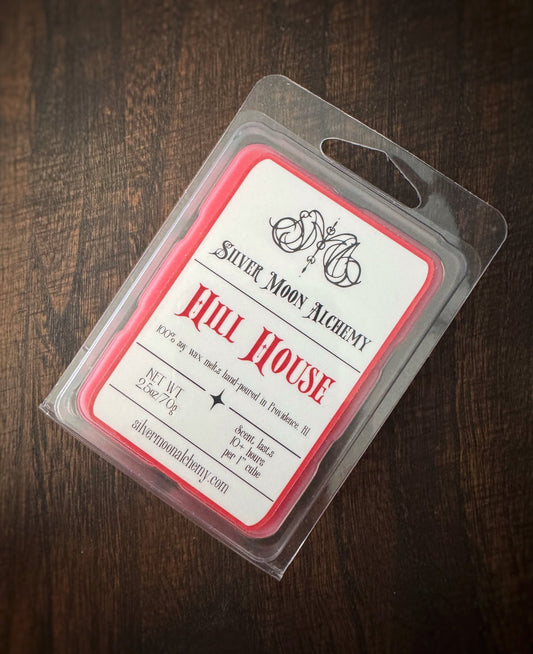 SMA
Silver Moon Alchemy
Hill House
100% soy wax melts hand-poured in Providence, RI
NET WT.
2.5oz/70g
Scent lasts
10+ hours
per 1" cube
silvermoonalchemy.com